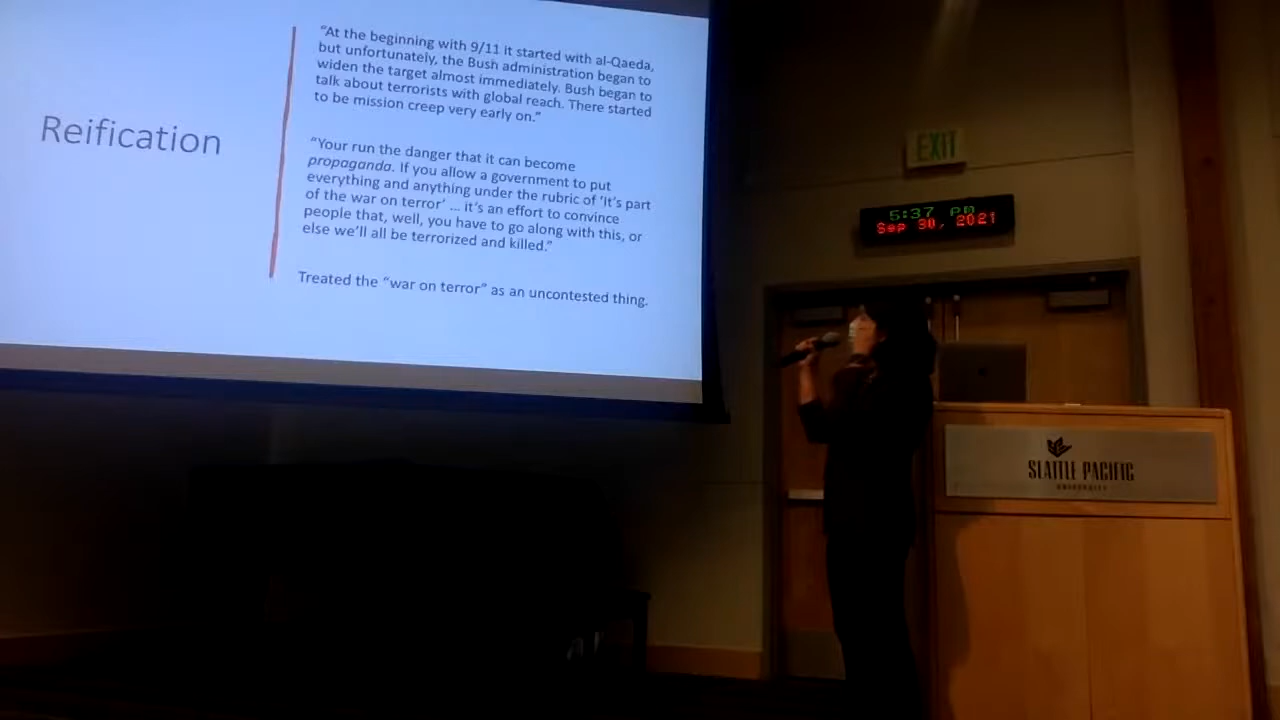 Reification
“At the beginning with 9/11 it started with al-Qaeda,
but unfortunately, the Bush administration began to
widen the target almost immediately. Bush began to
talk about terrorists with global reach. There started
to be mission creep very early on.”
“Your run the danger that it can become
propaganda. If you allow a government to put
everything and anything under the rubric of ‘It’s part
of the war on terror’ … it’s an effort to convince
people that, well, you have to go along with this, or
else we’ll all be terrorized and killed.”
Treated the “war on terror” as an uncontested thing.
EXIT
5:37 PM
Sep 30, 2021
SEATTLE PACIFIC
UNIVERSITY